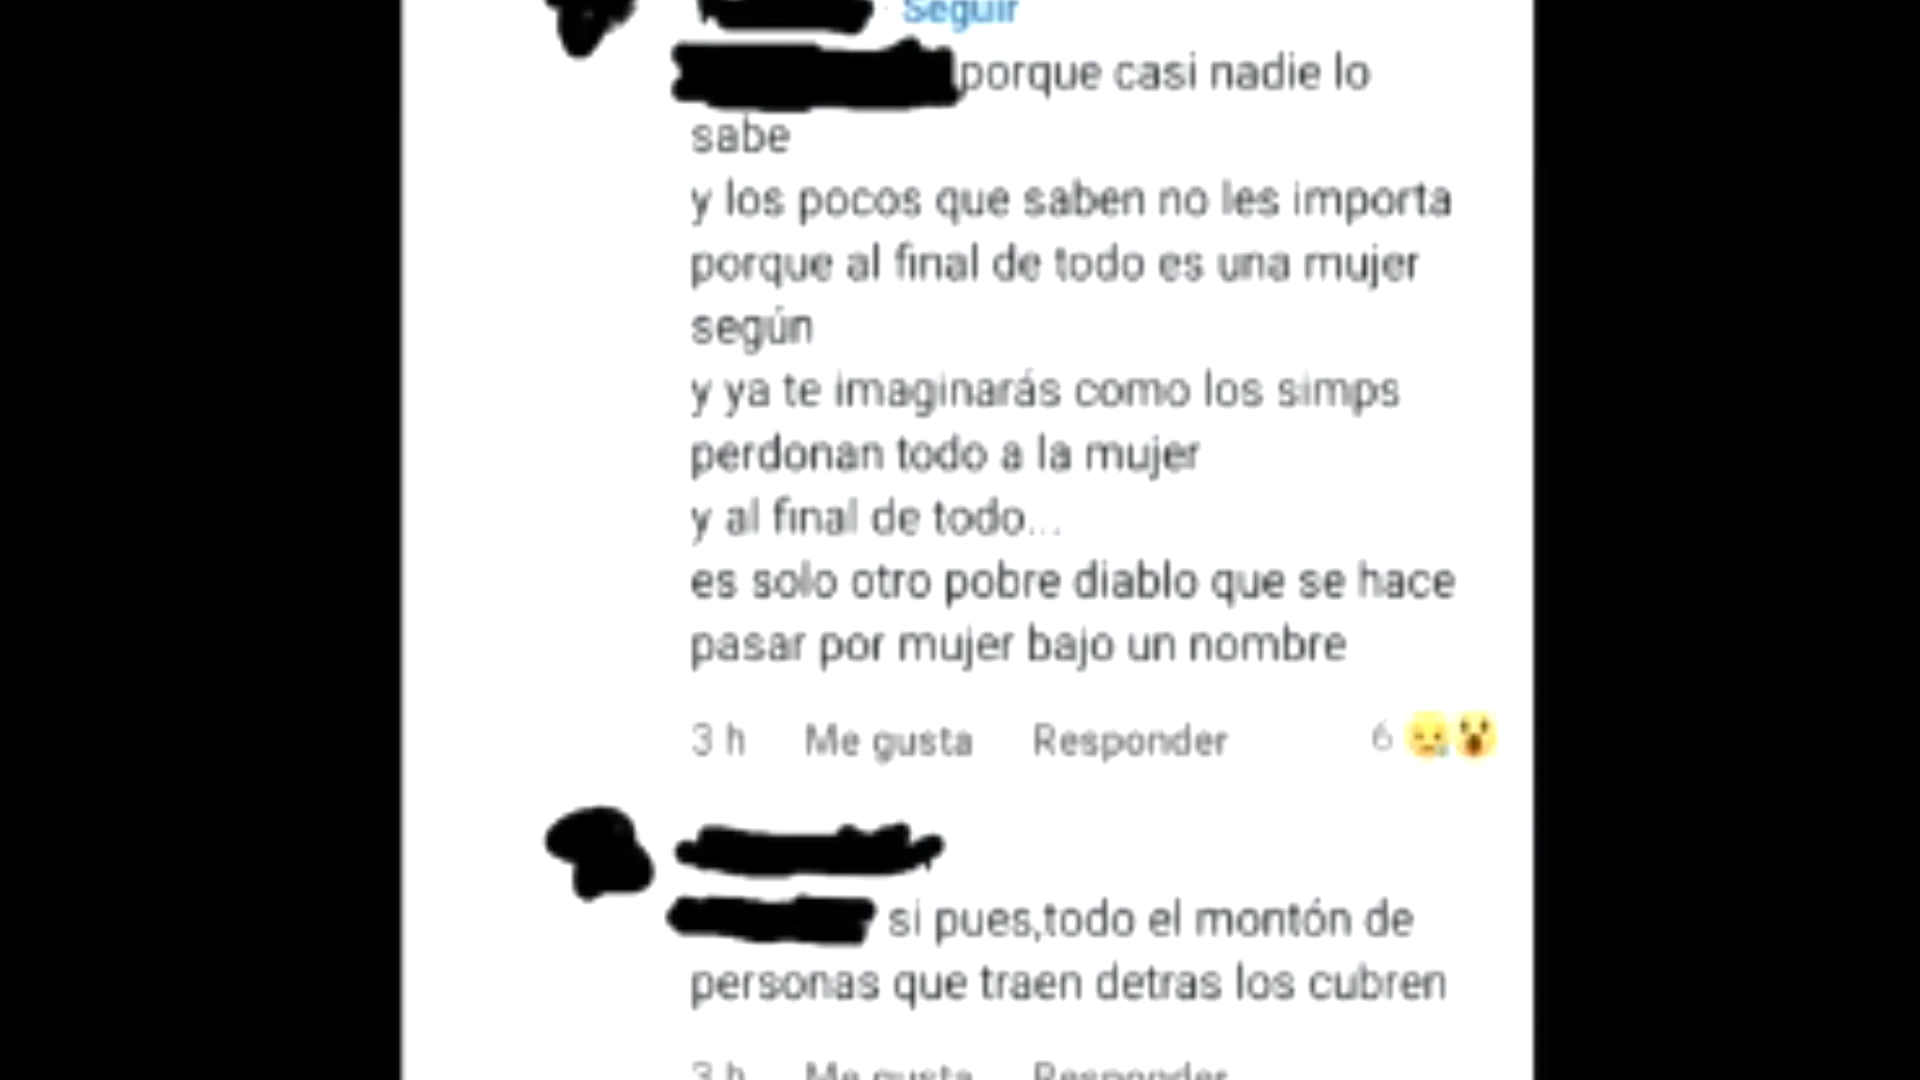 Seguir
porque casi nadie lo
sabe
y los pocos que saben no les importa
porque al final de todo es una mujer
según
y ya te imaginarás como los simps
perdonan todo a la mujer
y al final de todo...
es solo otro pobre diablo que se hace
pasar por mujer bajo un nombre
3 h Me gusta Responder 6
si pues,todo el montón de
personas que traen detras los cubren
3 h Me gusta Responder